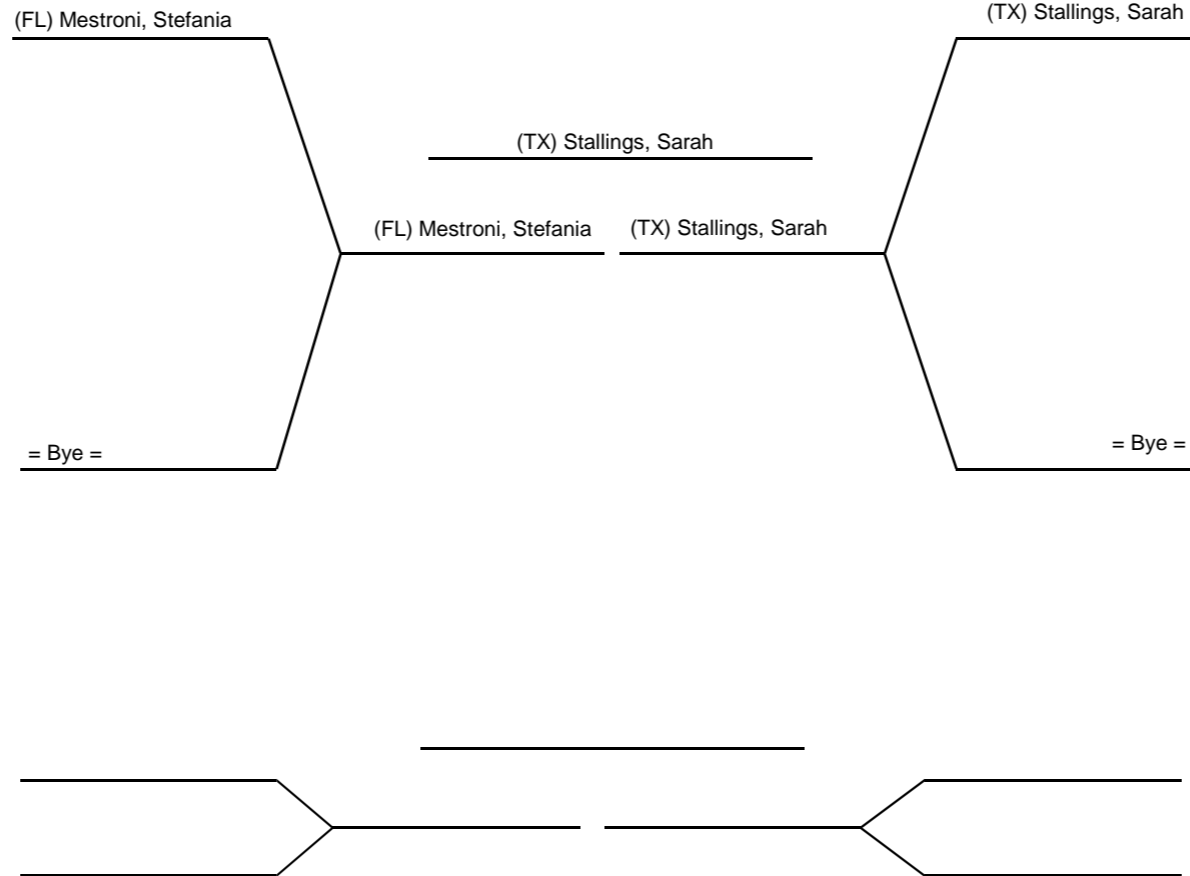 (FL) Mestroni, Stefania
(TX) Stallings, Sarah
(TX) Stallings, Sarah
(FL) Mestroni, Stefania
(TX) Stallings, Sarah
= Bye =
= Bye =